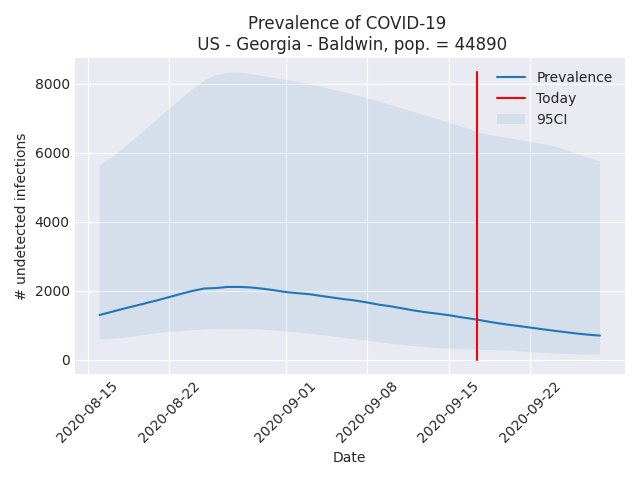 Prevalence of COVID-19
US - Georgia - Baldwin, pop. = 44890
Prevalence
Today
95CI
8000
6000
4000
2000
0
# undetected infections
2020-08-15
2020-08-22
2020-09-01
2020-09-08
2020-09-15
2020-09-22
Date